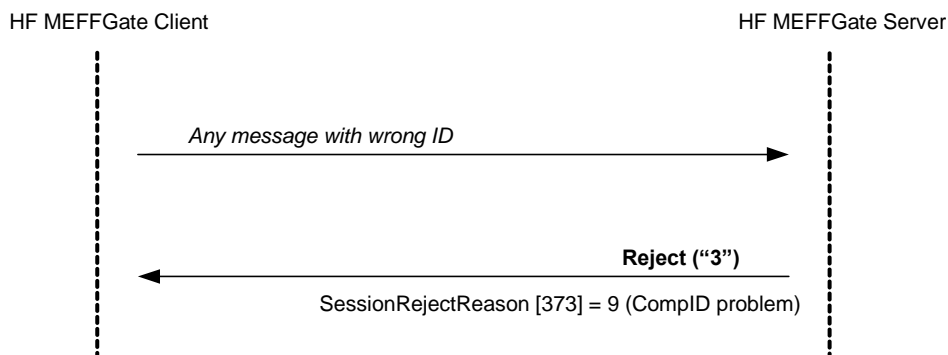 HF MEFFGate Client
HF MEFFGate Server
Any message with wrong ID
Reject (“3”)
SessionRejectReason [373] = 9 (CompID problem)